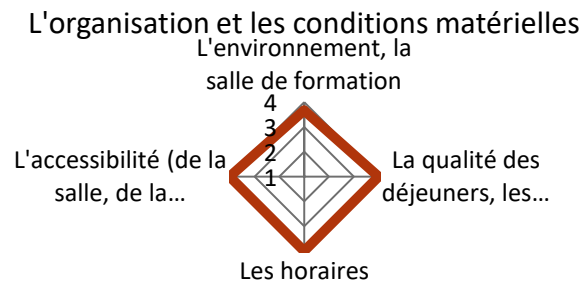 L'organisation et les conditions matérielles
L'environnement, la
salle de formation
4
3
2
1
L'accessibilité (de la
salle, de la…
La qualité des
déjeuners, les…
Les horaires